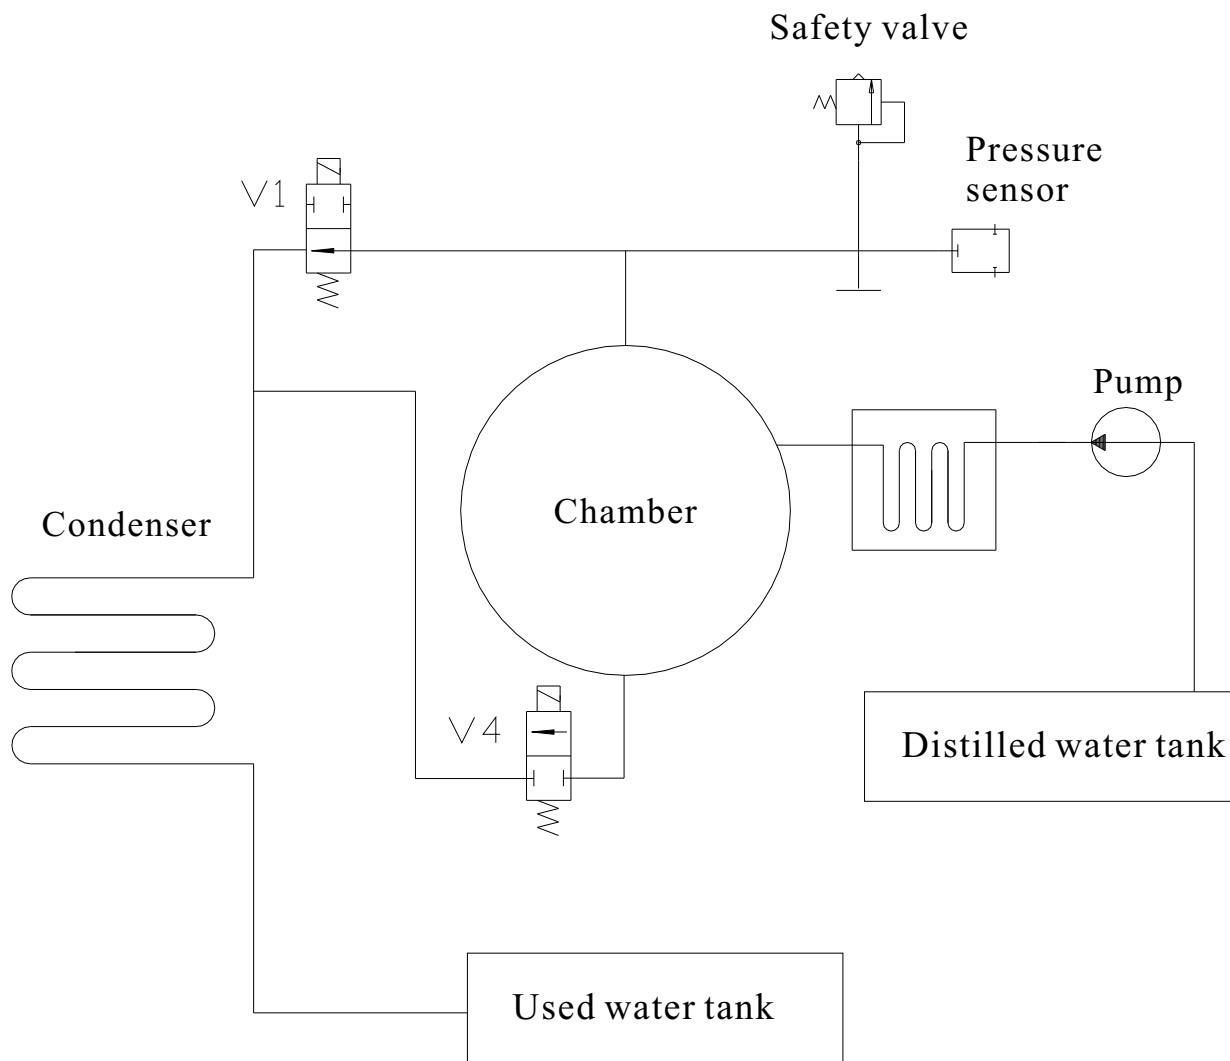 Safety valve
Pressure
sensor
V1
Pump
Condenser
Chamber
V4
Distilled water tank
Used water tank